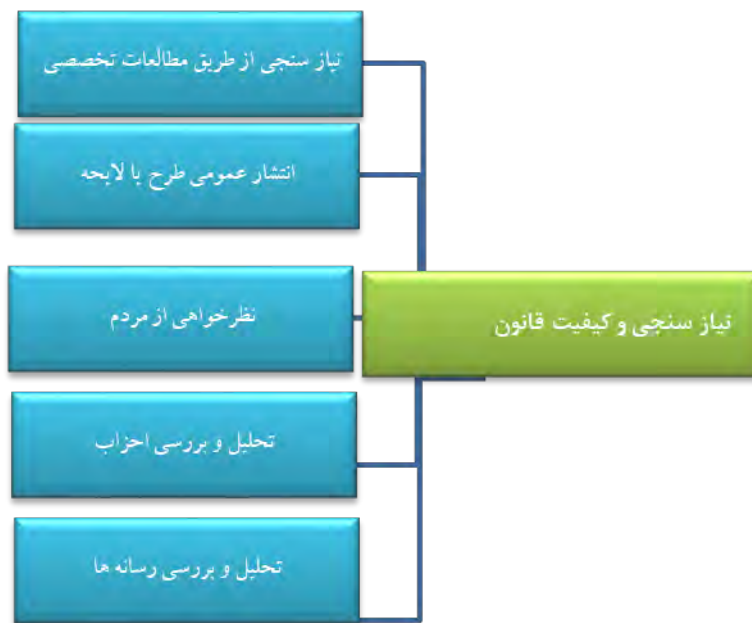 نیاز سنجی و کیفیت قانون
نیاز سنجی از طریق مطالعات تخصصی
انتشار عمومی طرح یا لایحه
نظرخواهی از مردم
تحلیل و بررسی احزاب
تحلیل و بررسی رسانه ها